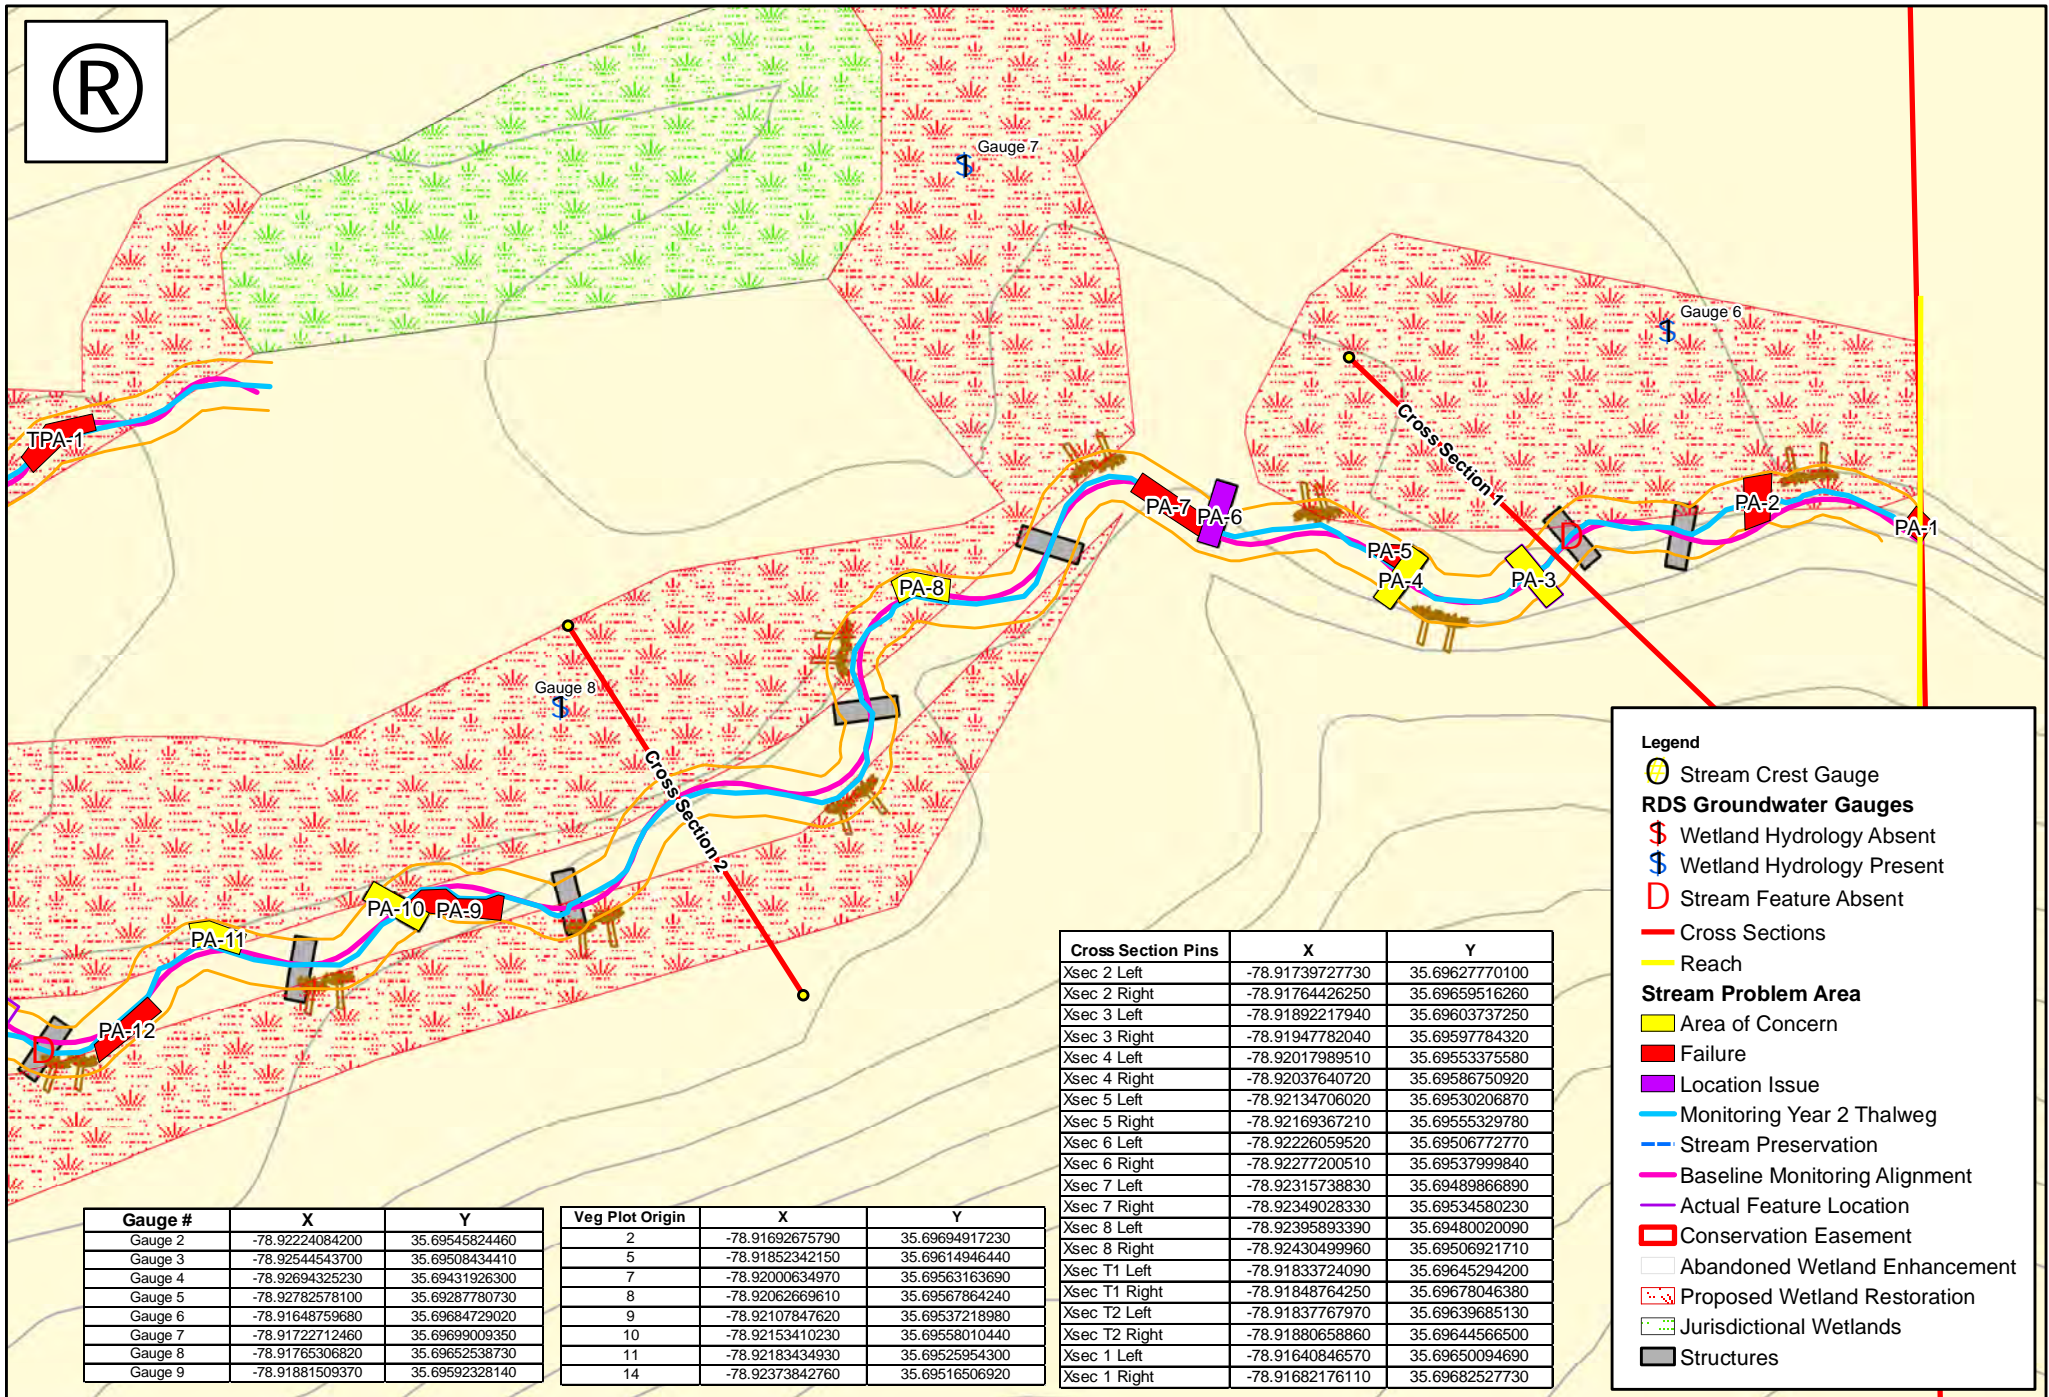 ®
Gauge 7
Gauge 6
Cross Section 1
TPA-1
PA-7
PA-6
PA-2
PA-1
PA-5
PA-4
PA-3
D
PA-8
Gauge 8
Cross Section 2
PA-10
PA-9
PA-11
PA-12
D
Legend
Stream Crest Gauge
RDS Groundwater Gauges
Wetland Hydrology Absent
Wetland Hydrology Present
D Stream Feature Absent
Cross Sections
Reach
Stream Problem Area
Area of Concern
Failure
Location Issue
Monitoring Year 2 Thalweg
Stream Preservation
Baseline Monitoring Alignment
Actual Feature Location
Conservation Easement
Abandoned Wetland Enhancement
Proposed Wetland Restoration
Jurisdictional Wetlands
Structures
Gauge # X Y
Gauge 2 -78.92224084200 35.69545824460
Gauge 3 -78.92544543700 35.69508434410
Gauge 4 -78.92694325230 35.69431926300
Gauge 5 -78.92782578100 35.69287780730
Gauge 6 -78.91648759680 35.69684729020
Gauge 7 -78.91722712460 35.69699009350
Gauge 8 -78.91765306820 35.69652538730
Gauge 9 -78.91881509370 35.69592328140
Veg Plot Origin X Y
2 -78.91692675790 35.69694917230
5 -78.91852342150 35.69614946440
7 -78.92000634970 35.69563163690
8 -78.92062669610 35.69567864240
9 -78.92107847620 35.69537218980
10 -78.92153410230 35.69558010440
11 -78.92183434930 35.69525954300
14 -78.92373842760 35.69516506920
Cross Section Pins X Y
Xsec 2 Left -78.91739727730 35.69627770100
Xsec 2 Right -78.91764426250 35.69659516260
Xsec 3 Left -78.91892217940 35.69603737250
Xsec 3 Right -78.91947782040 35.69597784320
Xsec 4 Left -78.92017989510 35.69553375580
Xsec 4 Right -78.92037640720 35.69586750920
Xsec 5 Left -78.92134706020 35.69530206870
Xsec 5 Right -78.92169367210 35.69555329780
Xsec 6 Left -78.92226059520 35.69506772770
Xsec 6 Right -78.92277200510 35.69537999840
Xsec 7 Left -78.92315738830 35.69489866890
Xsec 7 Right -78.92349028330 35.69534580230
Xsec 8 Left -78.92395893390 35.69480020090
Xsec 8 Right -78.92430499960 35.69506921710
Xsec T1 Left -78.91833724090 35.69645294200
Xsec T1 Right -78.91848764250 35.69678046380
Xsec T2 Left -78.91837767970 35.69639685130
Xsec T2 Right -78.91880658860 35.69644566500
Xsec 1 Left -78.91640846570 35.69650094690
Xsec 1 Right -78.91682176110 35.69682527730